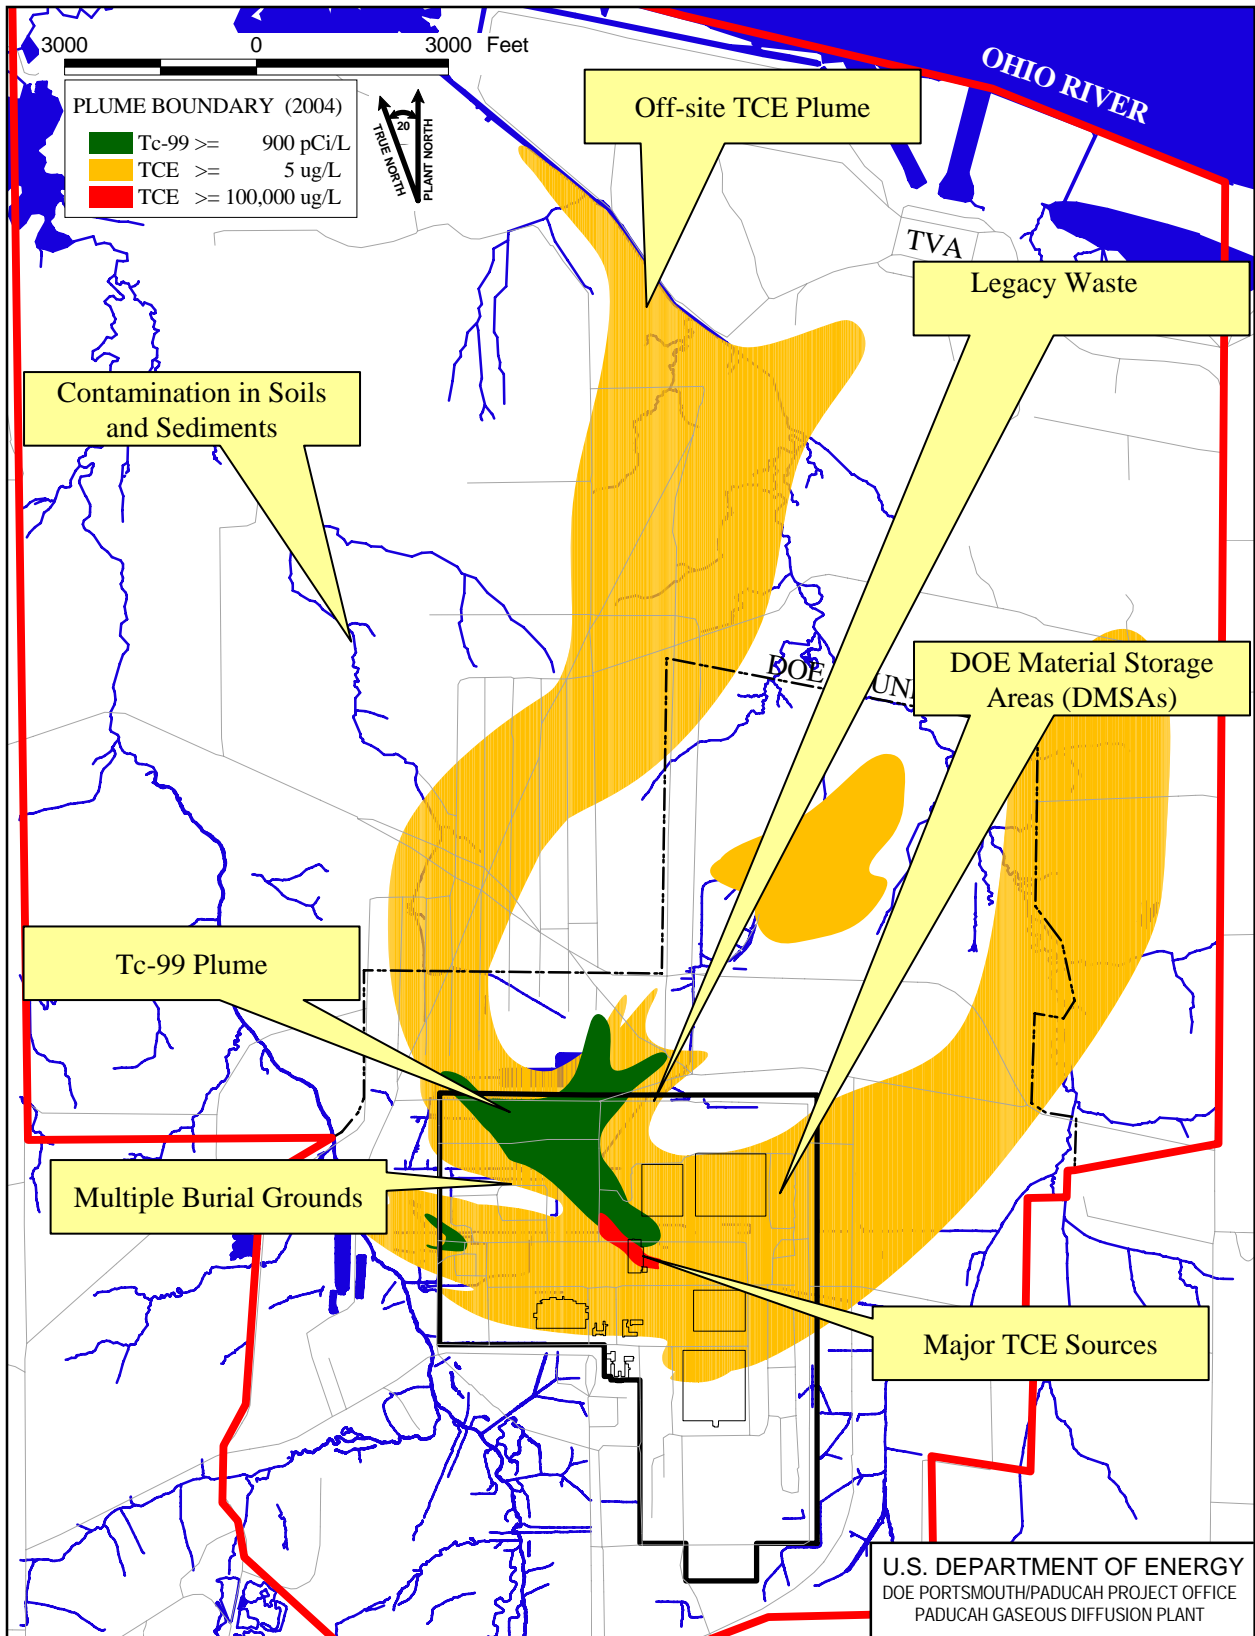 3000 0 3000 Feet
PLUME BOUNDARY (2004)
Tc-99 >= 900 pCi/L
TCE >= 5 ug/L
TCE >= 100,000 ug/L
20
TRUE NORTH
PLANT NORTH
OHIO RIVER
Off-site TCE Plume
TVA
Legacy Waste
Contamination in Soils
and Sediments
DOE
DOE Material Storage
Areas (DMSAs)
Tc-99 Plume
Multiple Burial Grounds
Major TCE Sources
U.S. DEPARTMENT OF ENERGY
DOE PORTSMOUTH/PADUCAH PROJECT OFFICE
PADUCAH GASEOUS DIFFUSION PLANT